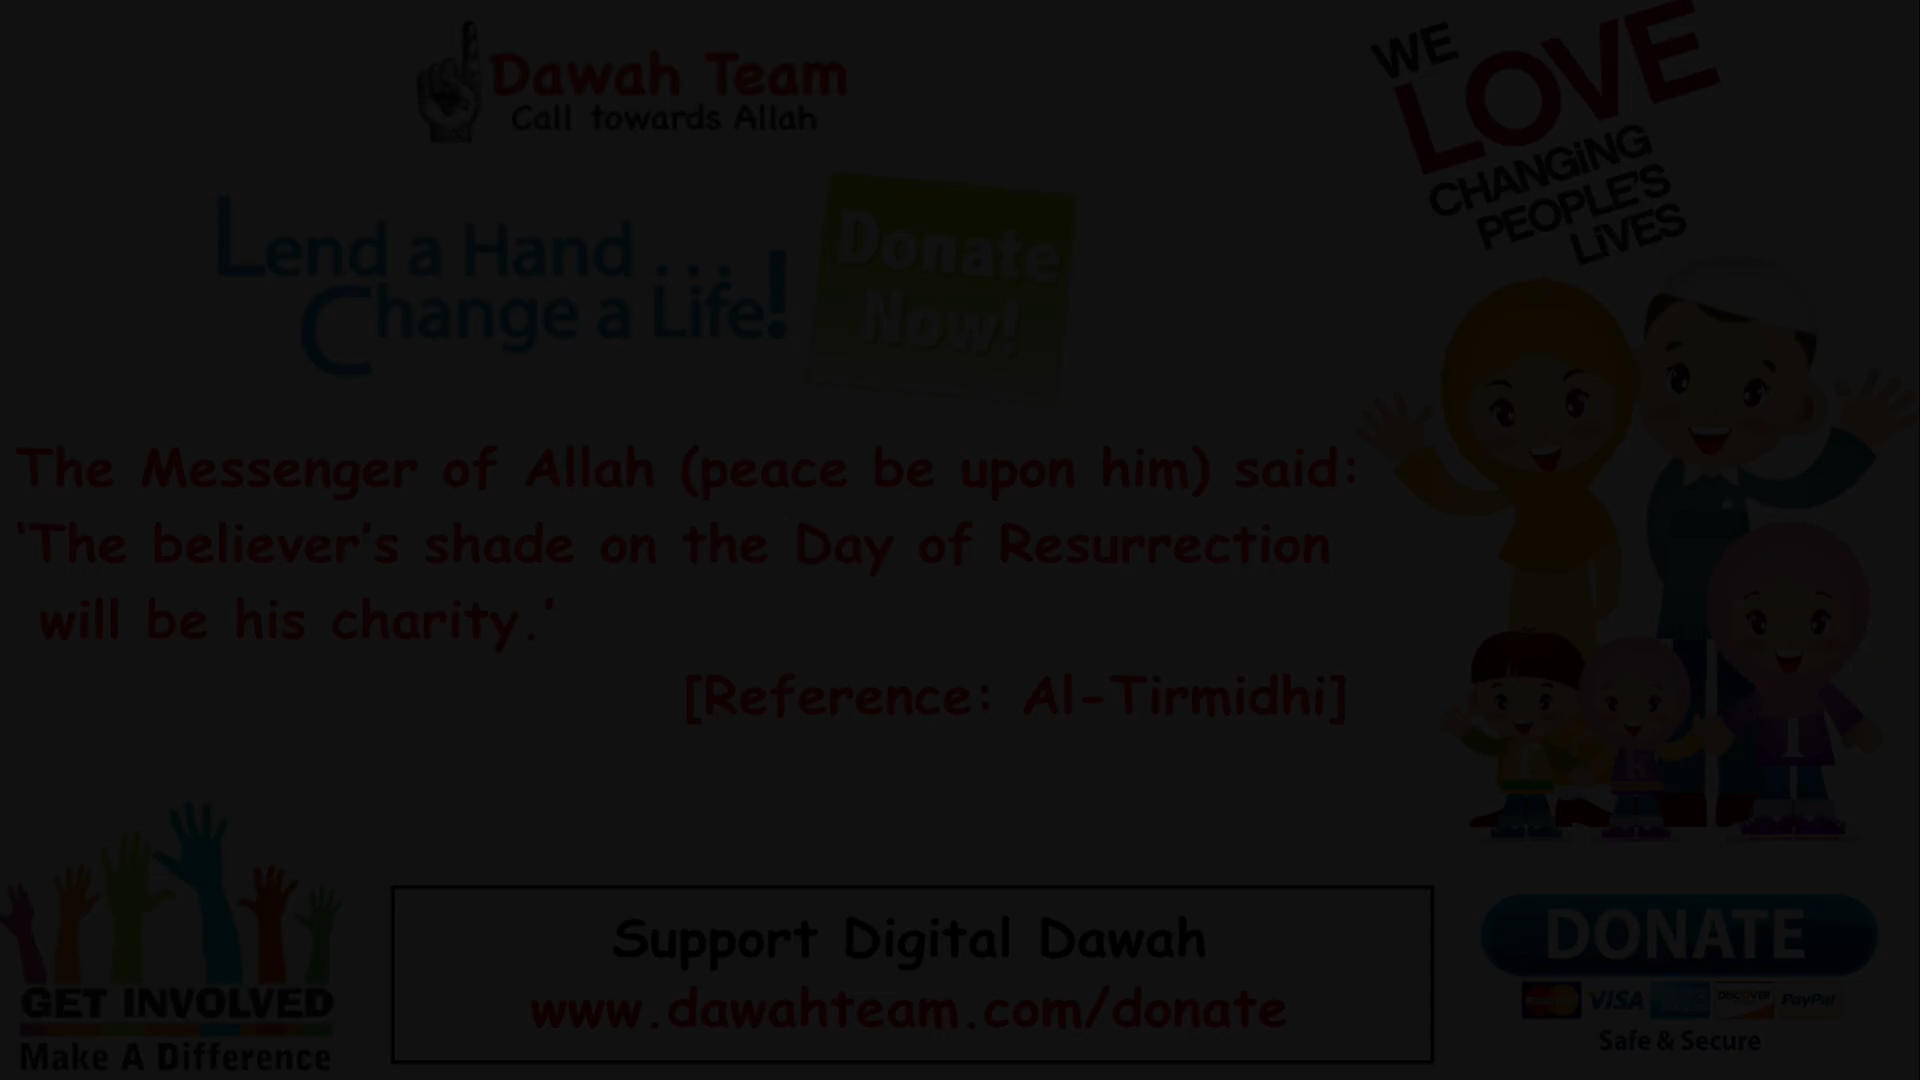 Dawah Team
Call towards Allah
WE
LOVE
CHANGiNG
PEOPLE'S
LiVES
Lend a Hand ...
Change a Life!
Donate
Now!
The Messenger of Allah (peace be upon him) said:
‘The believer’s shade on the Day of Resurrection
will be his charity.’
[Reference: Al-Tirmidhi]
GET INVOLVED
Make A Difference
Support Digital Dawah
www.dawahteam.com/donate
DONATE
VISA DISCOVER PayPal
Safe & Secure